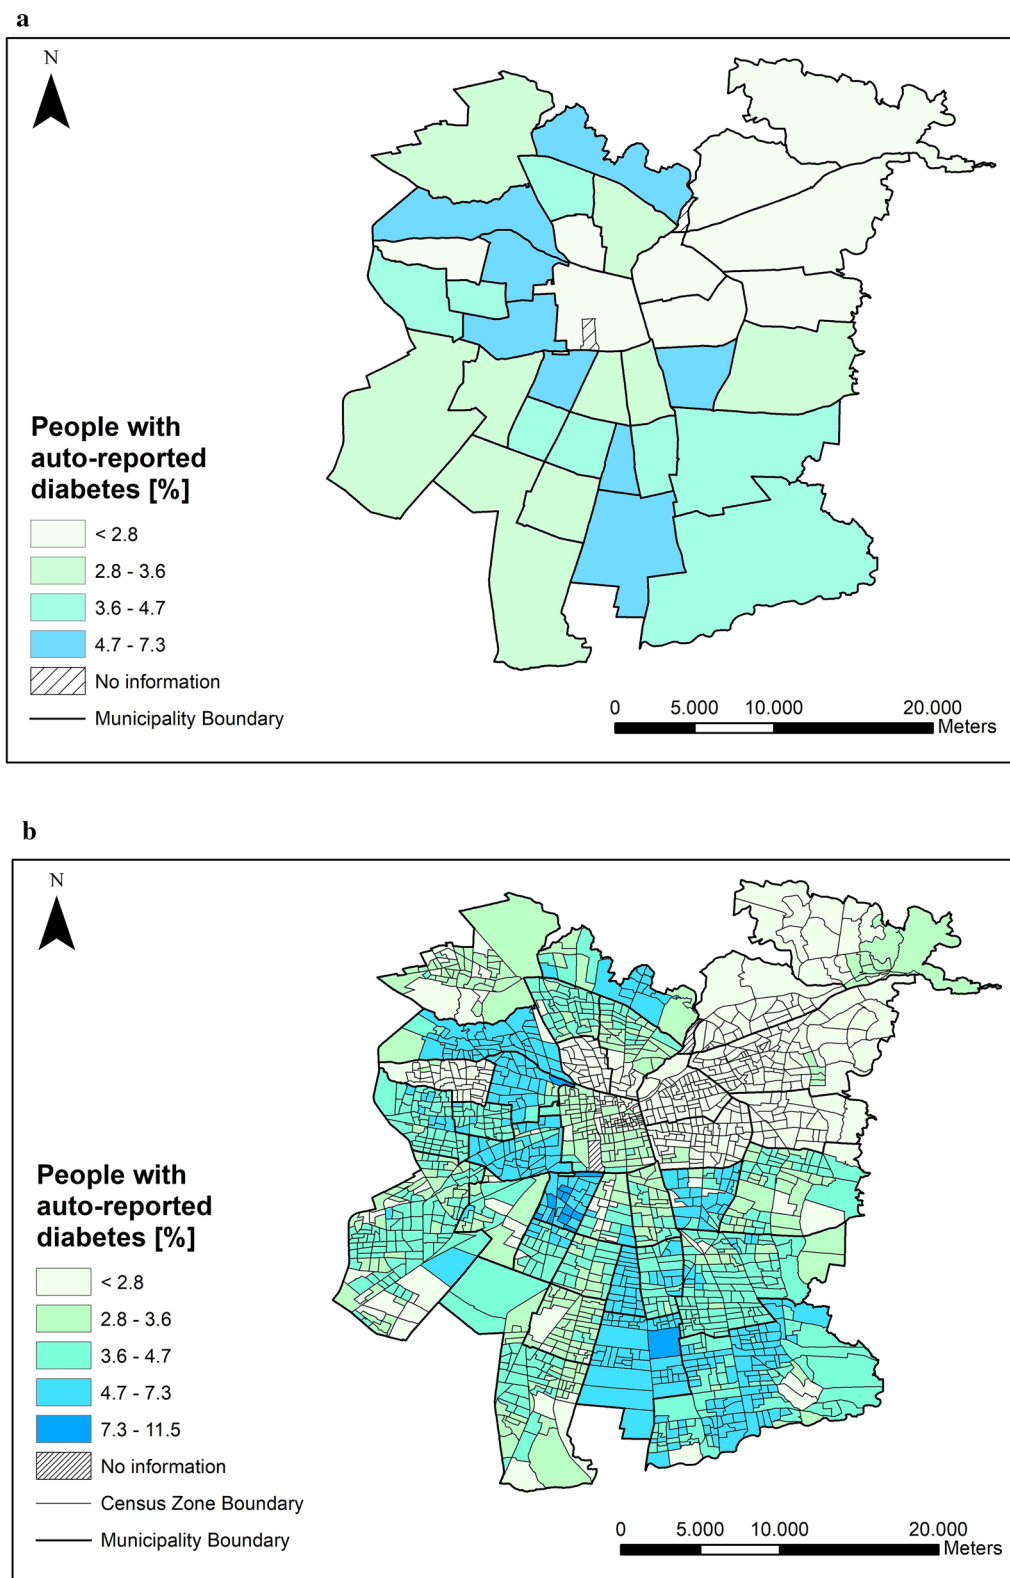 a
N
People with
auto-reported
diabetes [%]
< 2.8
2.8 - 3.6
3.6 - 4.7
4.7 - 7.3
No information
Municipality Boundary
0 5.000 10.000 20.000
Meters
b
N
People with
auto-reported
diabetes [%]
< 2.8
2.8 - 3.6
3.6 - 4.7
4.7 - 7.3
7.3 - 11.5
No information
Census Zone Boundary
Municipality Boundary
0 5.000 10.000 20.000
Meters